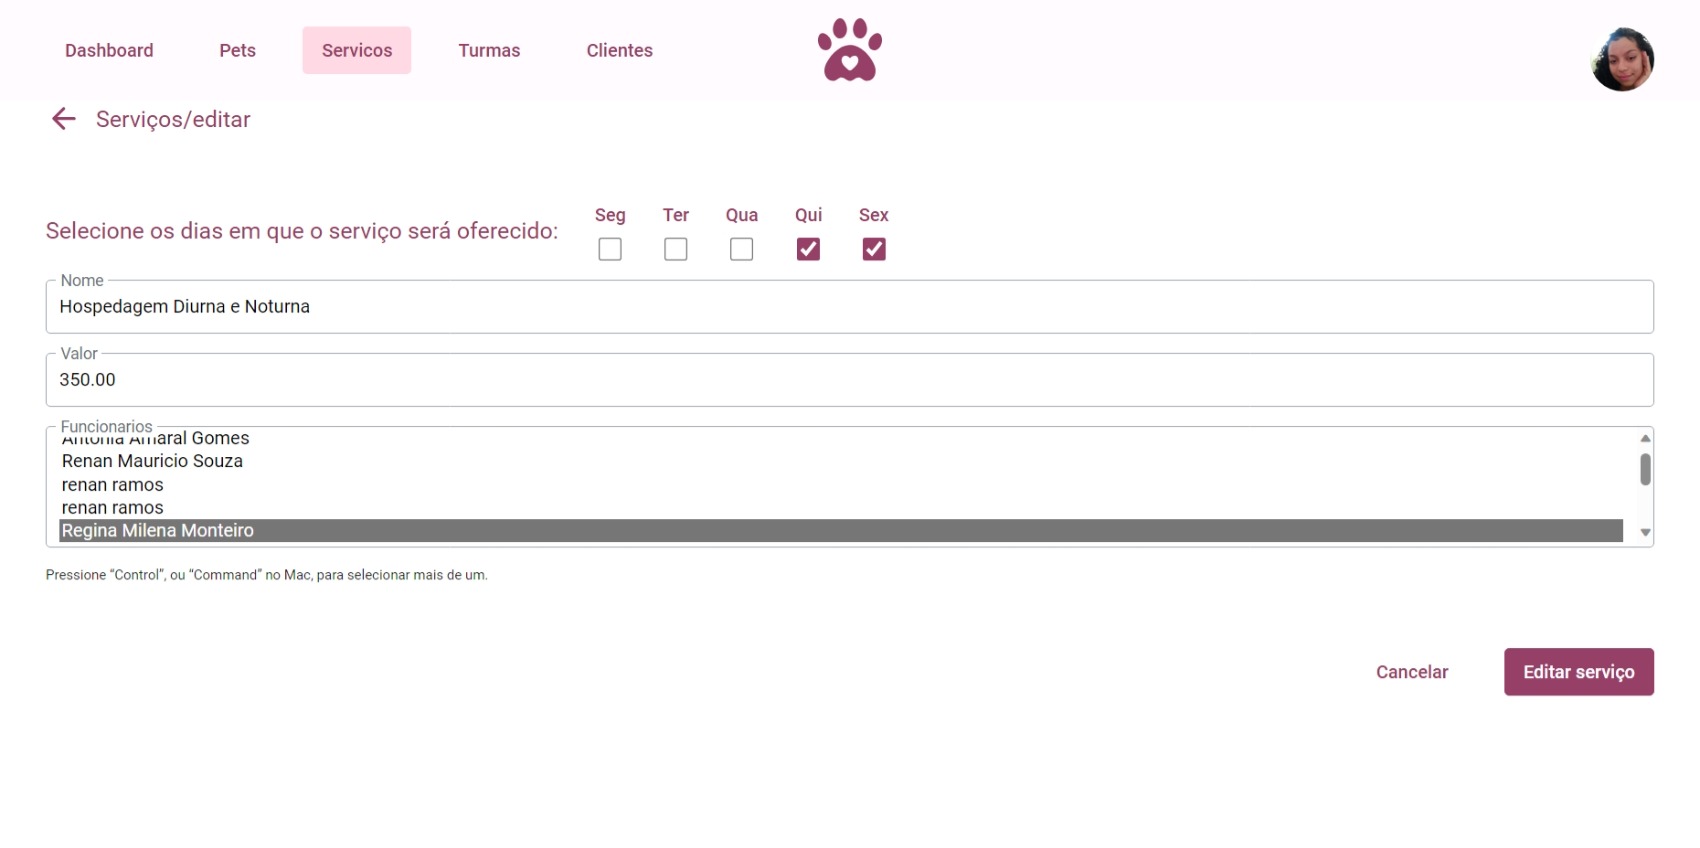 Dashboard Pets Servicos Turmas Clientes
Serviços/editar
Seg Ter Qua Qui Sex
Selecione os dias em que o serviço será oferecido:
Nome
Hospedagem Diurna e Noturna
Valor
350.00
Funcionarios
Antonia Amaral Gomes
Renan Mauricio Souza
renan ramos
renan ramos
Regina Milena Monteiro
Pressione “Control”, ou “Command” no Mac, para selecionar mais de um.
Cancelar Editar serviço